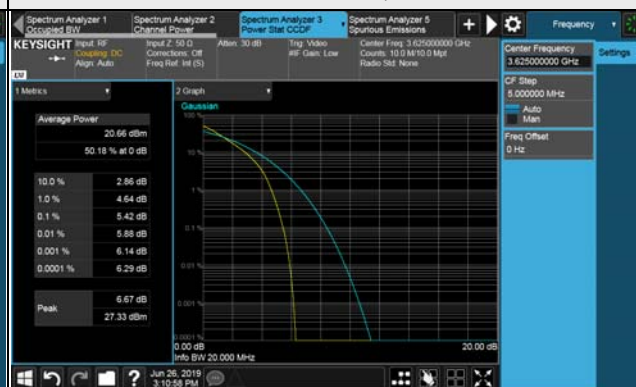 Spectrum Analyzer 1
Occupied BW
Spectrum Analyzer 2
Channel Power
Spectrum Analyzer 3
Power Stat CCDF
Spectrum Analyzer 5
Spurious Emissions
Frequency
KEYSIGHT
Input: RF
Coupling: DC
Align: Auto
Input Z: 50 Ω
Corrections: Off
Freq Ref: Int (S)
Atten: 30 dB
Trig: Video
#IF Gain: Low
Center Freq: 3.625000000 GHz
Counts: 10.0 M/10.0 Mpt
Radio Std: None
Center Frequency
3.625000000 GHz
Settings
CF Step
5.000000 MHz
Auto
Man
Freq Offset
0 Hz
1 Metrics
2 Graph
Gaussian
Average Power
20.66 dBm
50.18 % at 0 dB
10.0 % 2.86 dB
1.0 % 4.64 dB
0.1 % 5.42 dB
0.01 % 5.88 dB
0.001 % 6.14 dB
0.0001 % 6.29 dB
Peak
6.67 dB
27.33 dBm
100 %
10 %
1 %
0.1 %
0.01 %
0.001 %
0.0001 %
0.00 dB
20.00 dB
Info BW 20.000 MHz
Jun 26, 2019
3:10:58 PM